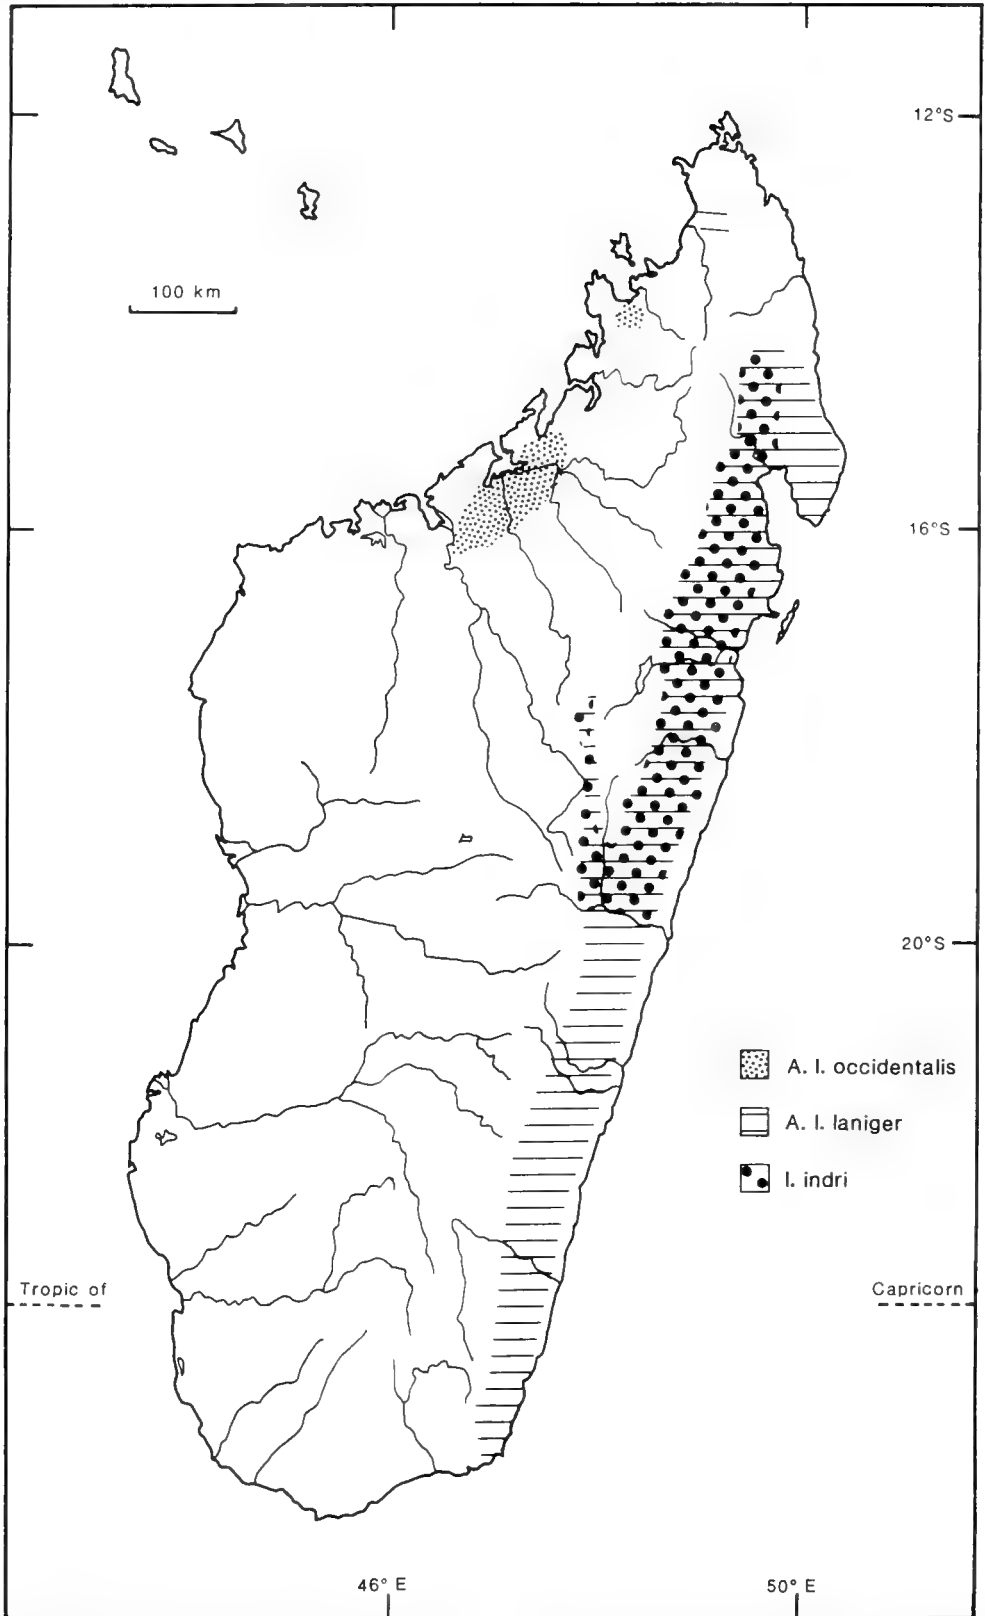 12°S
100 km
16°S
20°S
A. l. occidentalis
A. l. laniger
I. indri
Tropic of Capricorn
46° E 50° E